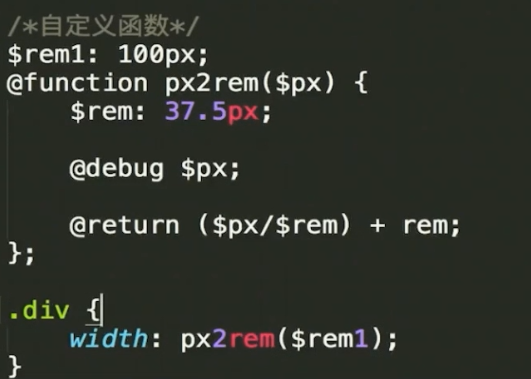 /*自定义函数*/
$rem1: 100px;
@function px2rem($px) {
$rem: 37.5px;
@debug $px;
@return ($px/$rem) + rem;
};
.div {
width: px2rem($rem1);
}